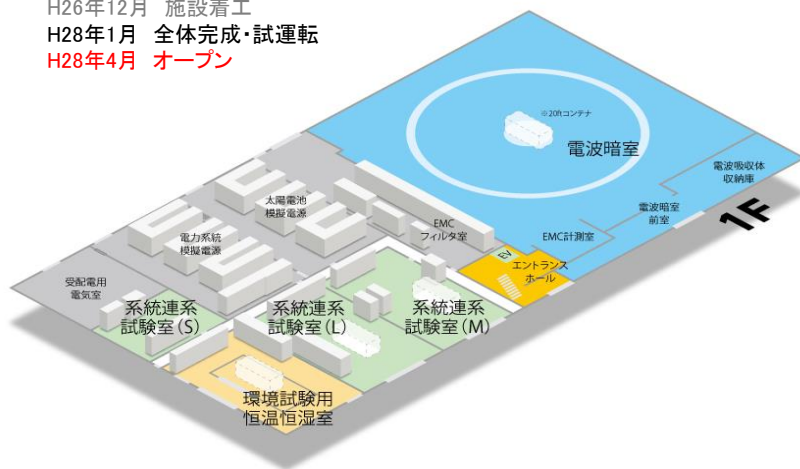 H26年12月 施設着工
H28年1月 全体完成・試運転
H28年4月 オープン
※20ftコンテナ
電波暗室
電波吸収体
収納庫
電波暗室
前室
1F
太陽電池
模擬電源
EMC
フィルタ室
EMC計測室
電力系統
模擬電源
EV
エントランス
ホール
受配電用
電気室
系統連系
試験室(S)
系統連系
試験室(L)
系統連系
試験室(M)
環境試験用
恒温恒湿室